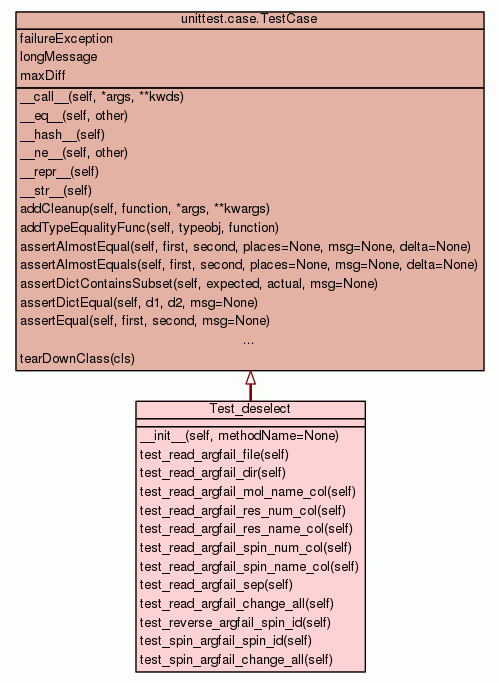 unittest.case.TestCase
failureException
longMessage
maxDiff
__call__(self, *args, **kwds)
__eq__(self, other)
__hash__(self)
__ne__(self, other)
__repr__(self)
__str__(self)
addCleanup(self, function, *args, **kwargs)
addTypeEqualityFunc(self, typeobj, function)
assertAlmostEqual(self, first, second, places=None, msg=None, delta=None)
assertAlmostEquals(self, first, second, places=None, msg=None, delta=None)
assertDictContainsSubset(self, expected, actual, msg=None)
assertDictEqual(self, d1, d2, msg=None)
assertEqual(self, first, second, msg=None)
...
tearDownClass(cls)
Test_deselect
__init__(self, methodName=None)
test_read_argfail_file(self)
test_read_argfail_dir(self)
test_read_argfail_mol_name_col(self)
test_read_argfail_res_num_col(self)
test_read_argfail_res_name_col(self)
test_read_argfail_spin_num_col(self)
test_read_argfail_spin_name_col(self)
test_read_argfail_sep(self)
test_read_argfail_change_all(self)
test_reverse_argfail_spin_id(self)
test_spin_argfail_spin_id(self)
test_spin_argfail_change_all(self)